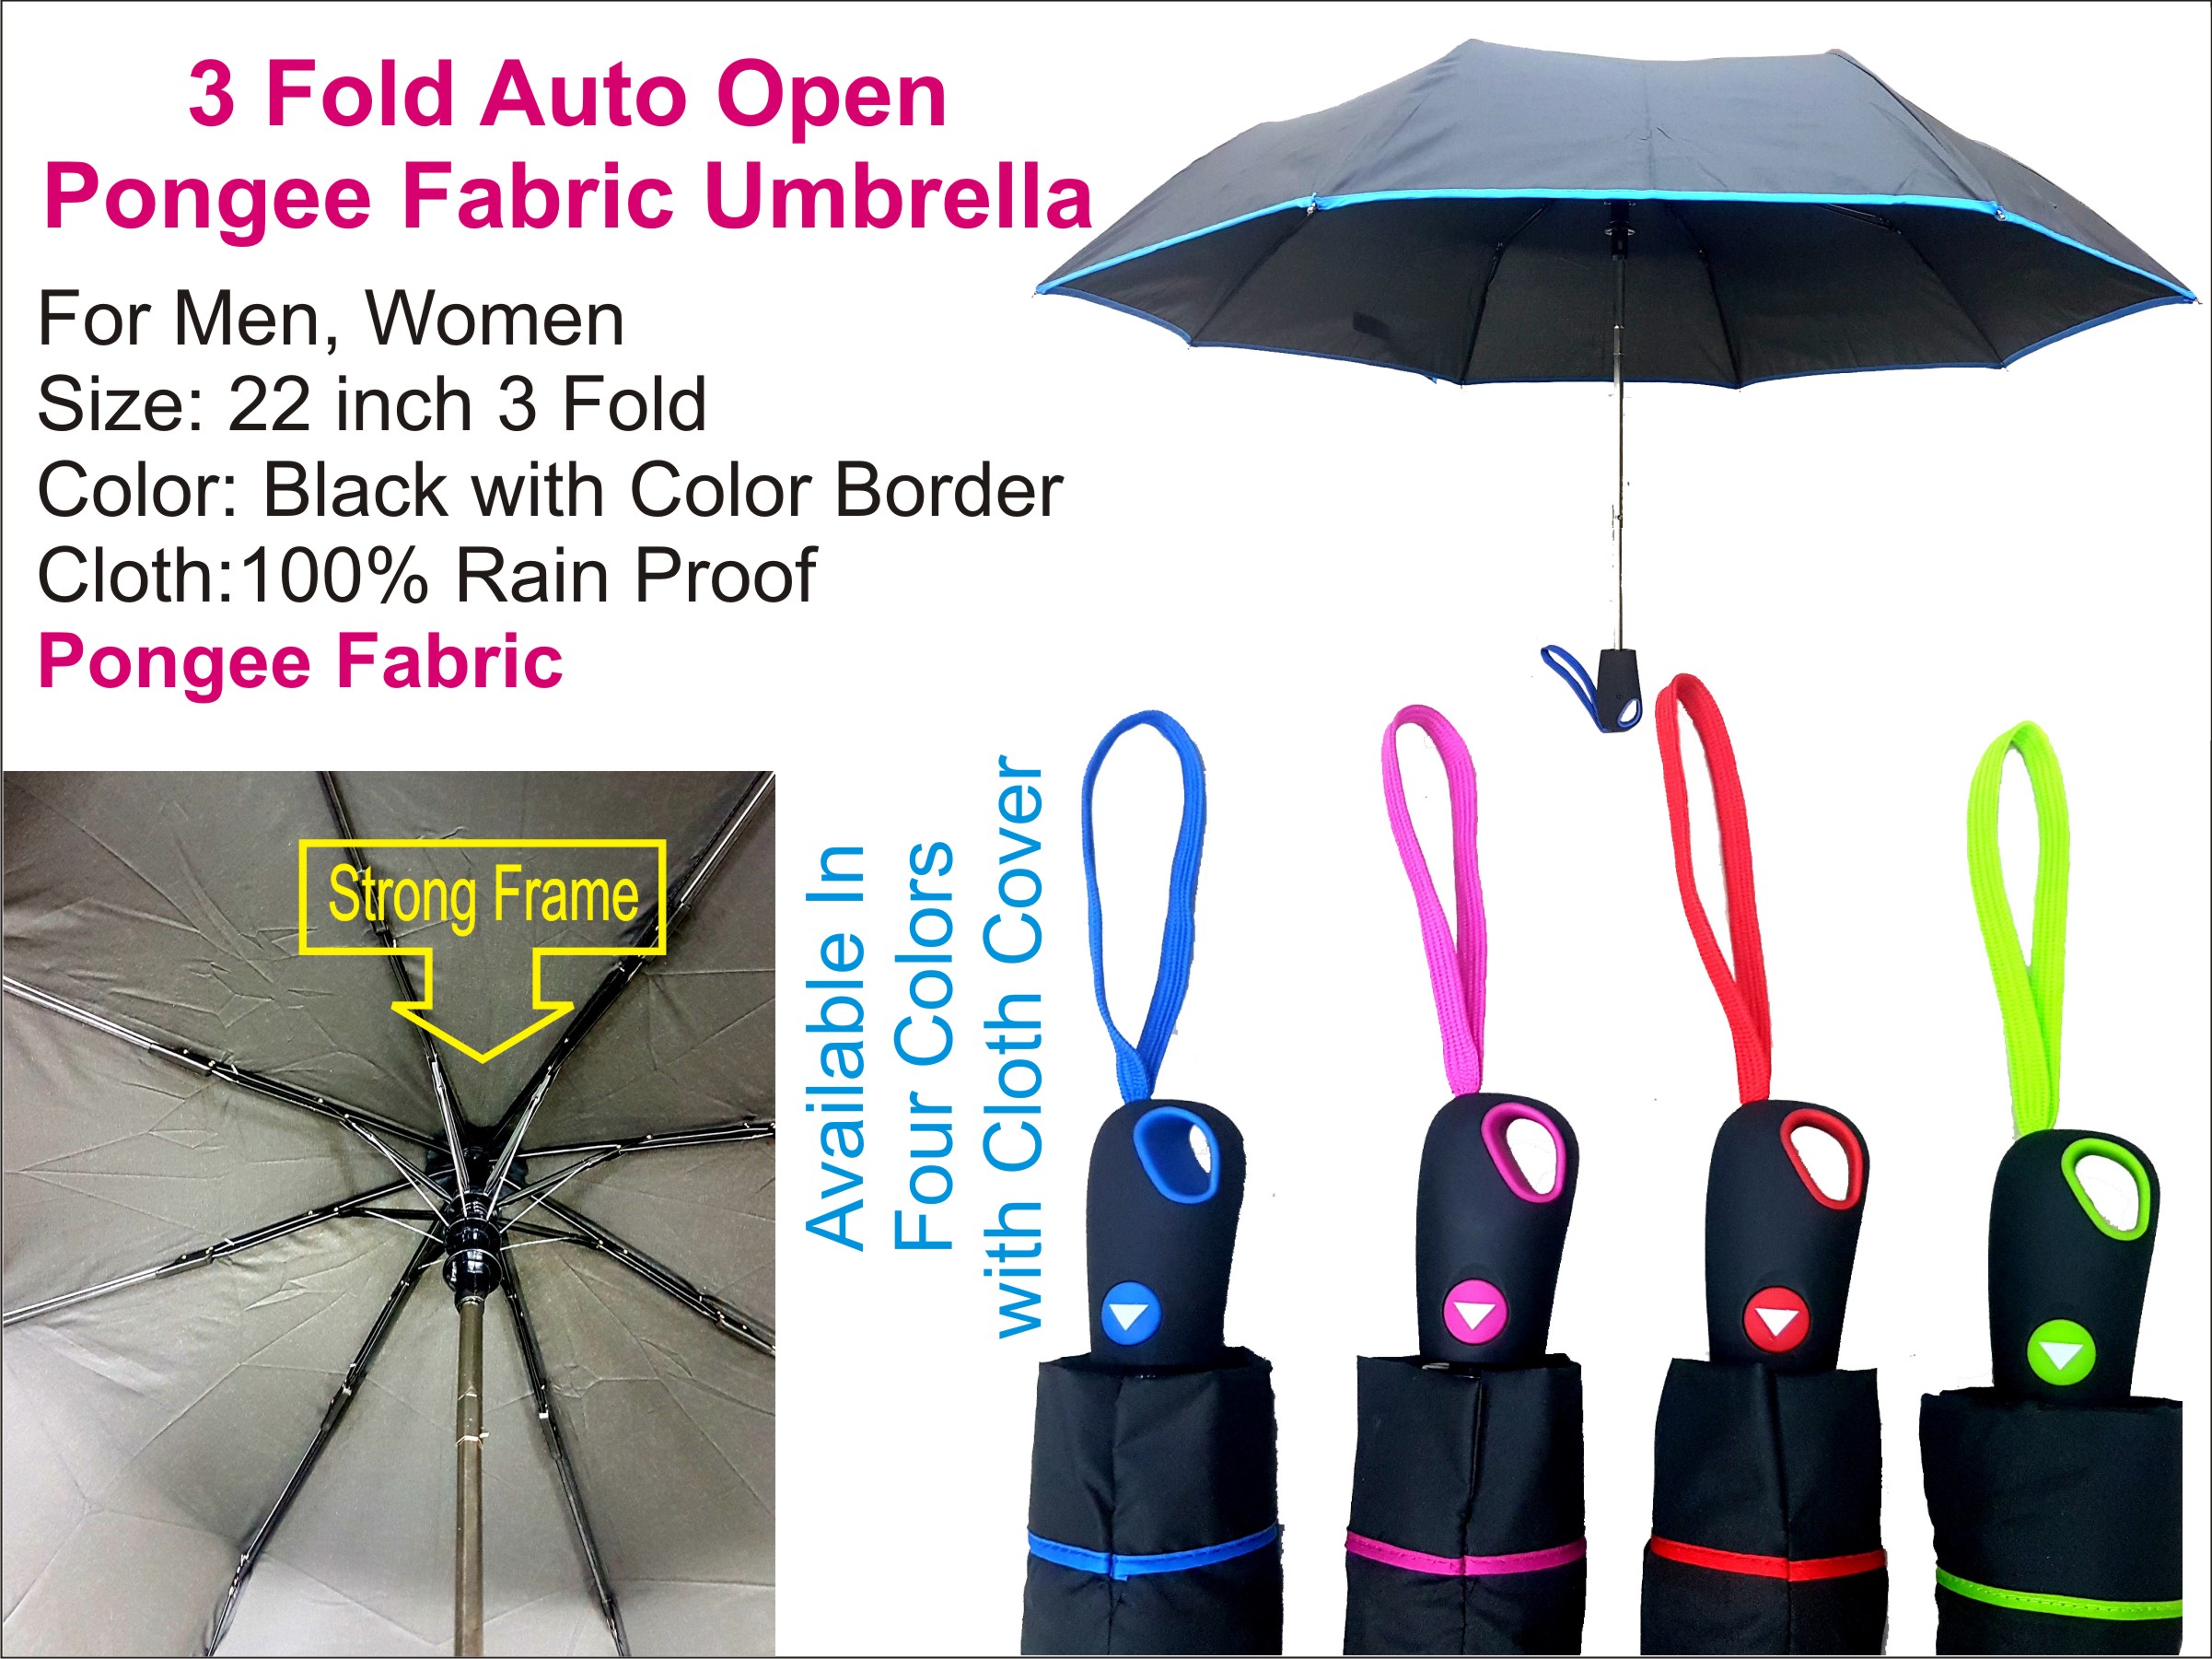 3 Fold Auto Open
Pongee Fabric Umbrella
For Men, Women
Size: 22 inch 3 Fold
Color: Black with Color Border
Cloth:100% Rain Proof
Pongee Fabric
Strong Frame
Available In
Four Colors
with Cloth Cover